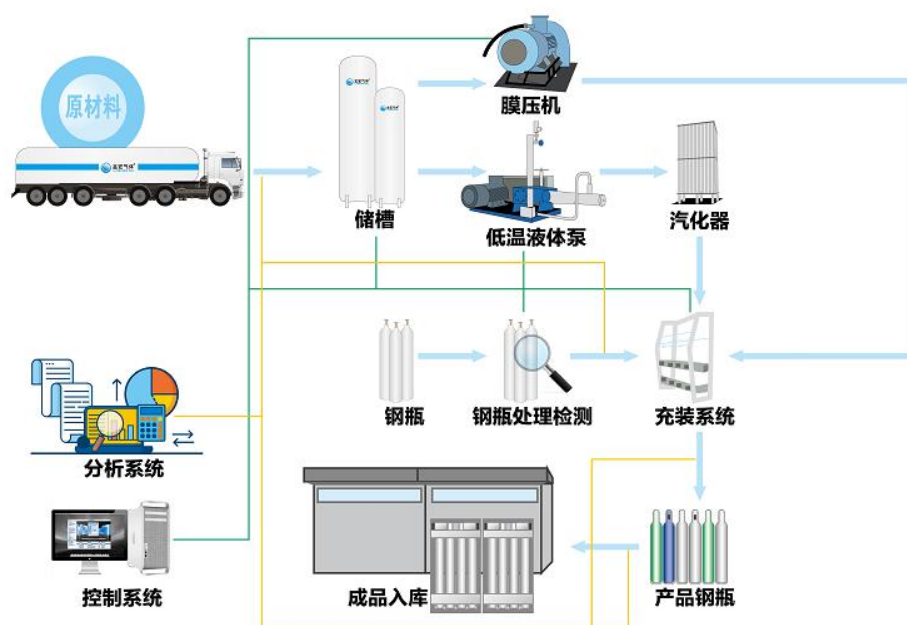 原材料
膜压机
储槽
低温液体泵
汽化器
钢瓶
钢瓶处理检测
充装系统
分析系统
控制系统
成品入库
产品钢瓶